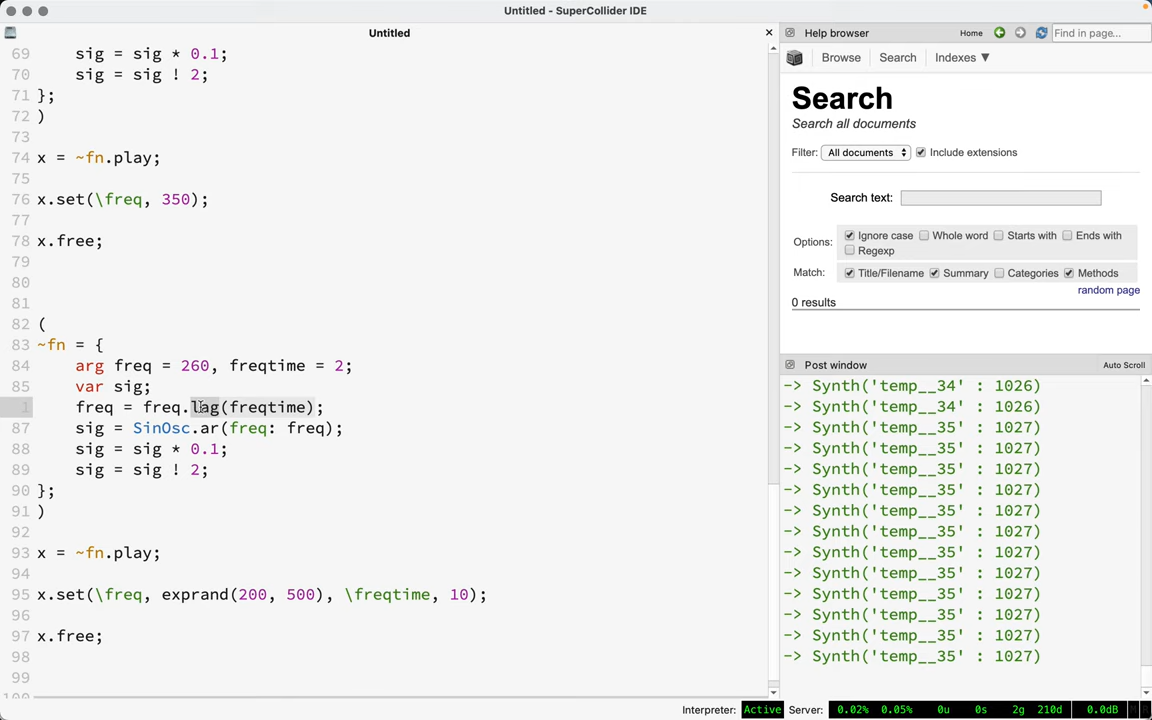 Untitled - SuperCollider IDE
Untitled
69 sig = sig * 0.1;
70 sig = sig ! 2;
71 };
72 )
73
74 x = ~fn.play;
75
76 x.set(\freq, 350);
77
78 x.free;
79
80
81
82 (
83 ~fn = {
84 arg freq = 260, freqtime = 2;
85 var sig;
1 freq = freq.lag(freqtime);
87 sig = SinOsc.ar(freq: freq);
88 sig = sig * 0.1;
89 sig = sig ! 2;
90 };
91 )
92
93 x = ~fn.play;
94
95 x.set(\freq, exprand(200, 500), \freqtime, 10);
96
97 x.free;
98
99
100
Help browser Home Find in page...
Browse Search Indexes ▼
Search
Search all documents
Filter: All documents Include extensions
Search text:
Options: Ignore case Whole word Starts with Ends with
Regexp
Match: Title/Filename Summary Categories Methods
random page
0 results
Post window Auto Scroll
-> Synth('temp__34' : 1026)
-> Synth('temp__34' : 1026)
-> Synth('temp__35' : 1027)
-> Synth('temp__35' : 1027)
-> Synth('temp__35' : 1027)
-> Synth('temp__35' : 1027)
-> Synth('temp__35' : 1027)
-> Synth('temp__35' : 1027)
-> Synth('temp__35' : 1027)
-> Synth('temp__35' : 1027)
-> Synth('temp__35' : 1027)
-> Synth('temp__35' : 1027)
-> Synth('temp__35' : 1027)
-> Synth('temp__35' : 1027)
-> Synth('temp__35' : 1027)
-> Synth('temp__35' : 1027)
Interpreter: Active Server: 0.02% 0.05% 0u 0s 2g 210d 0.0dB M R